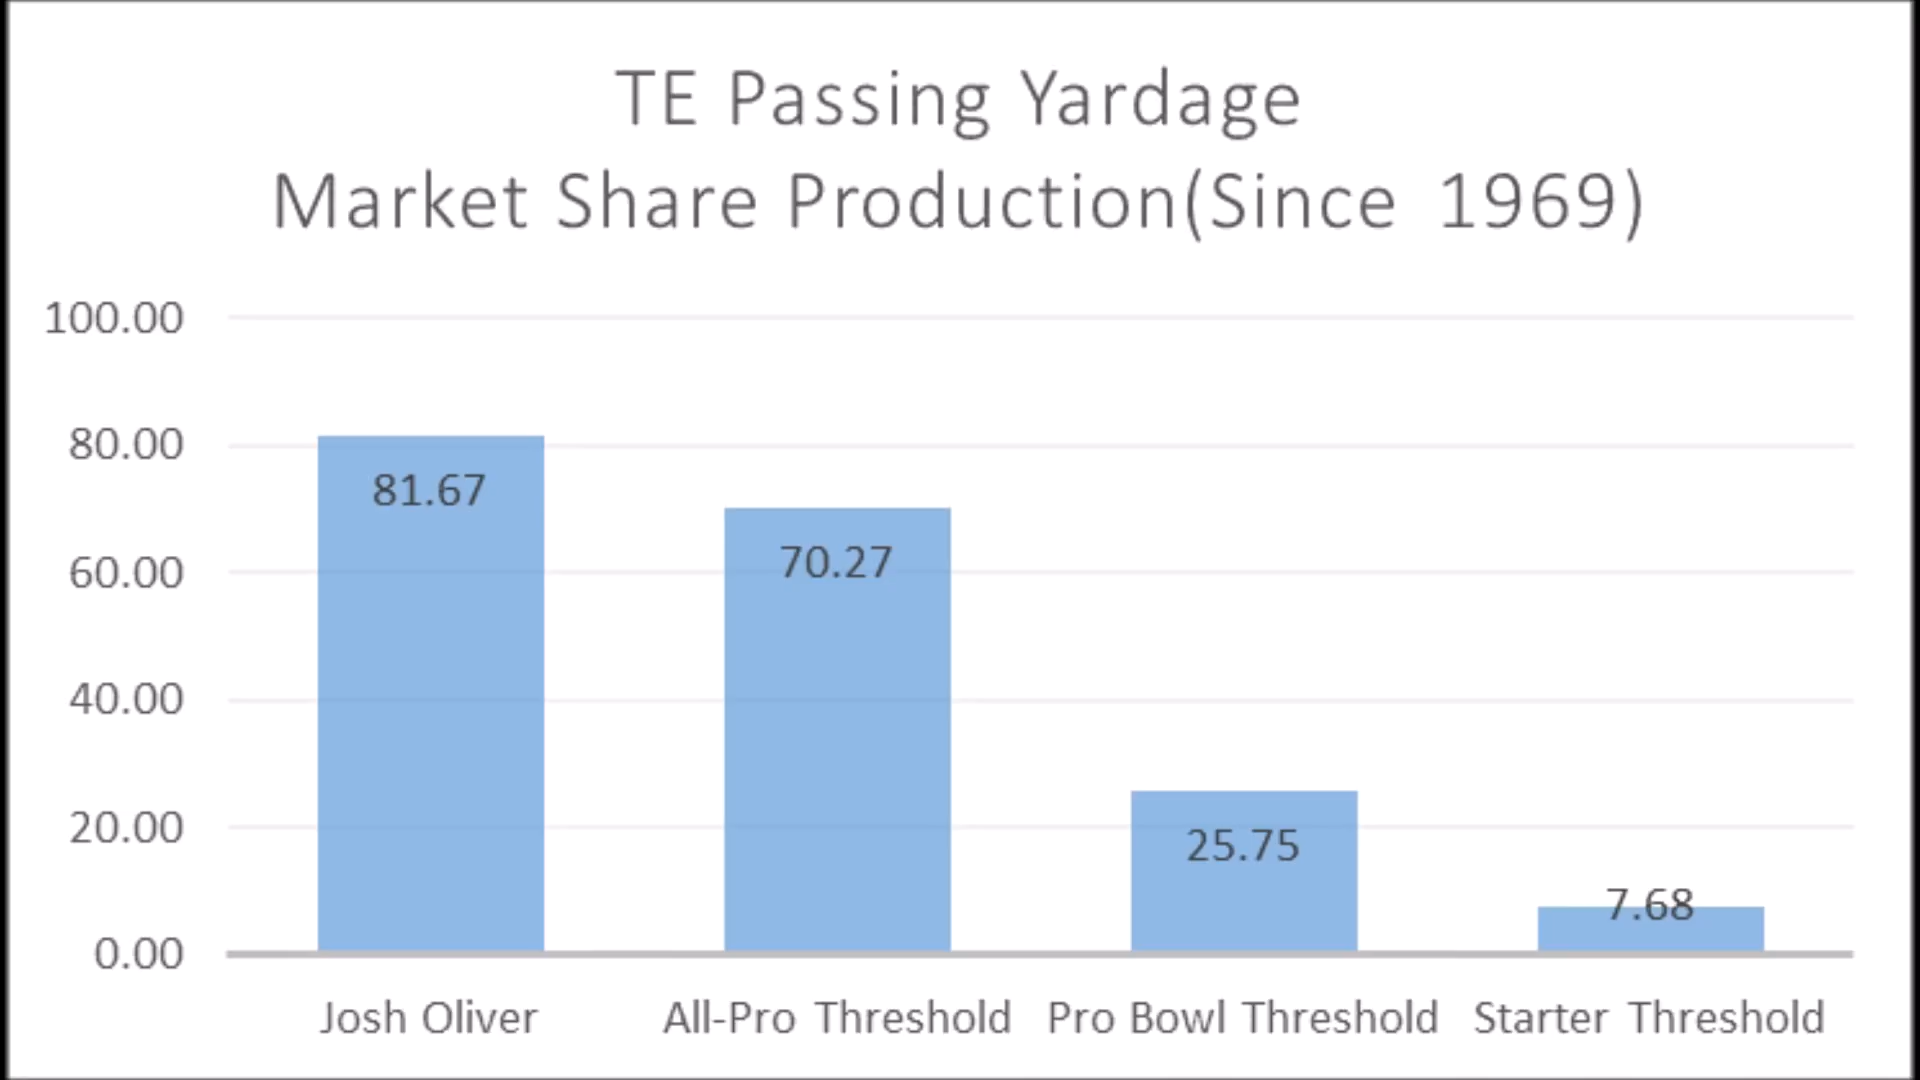 TE Passing Yardage
Market Share Production(Since 1969)
100.00
80.00
60.00
40.00
20.00
0.00
81.67
70.27
25.75
7.68
Josh Oliver
All-Pro Threshold
Pro Bowl Threshold
Starter Threshold